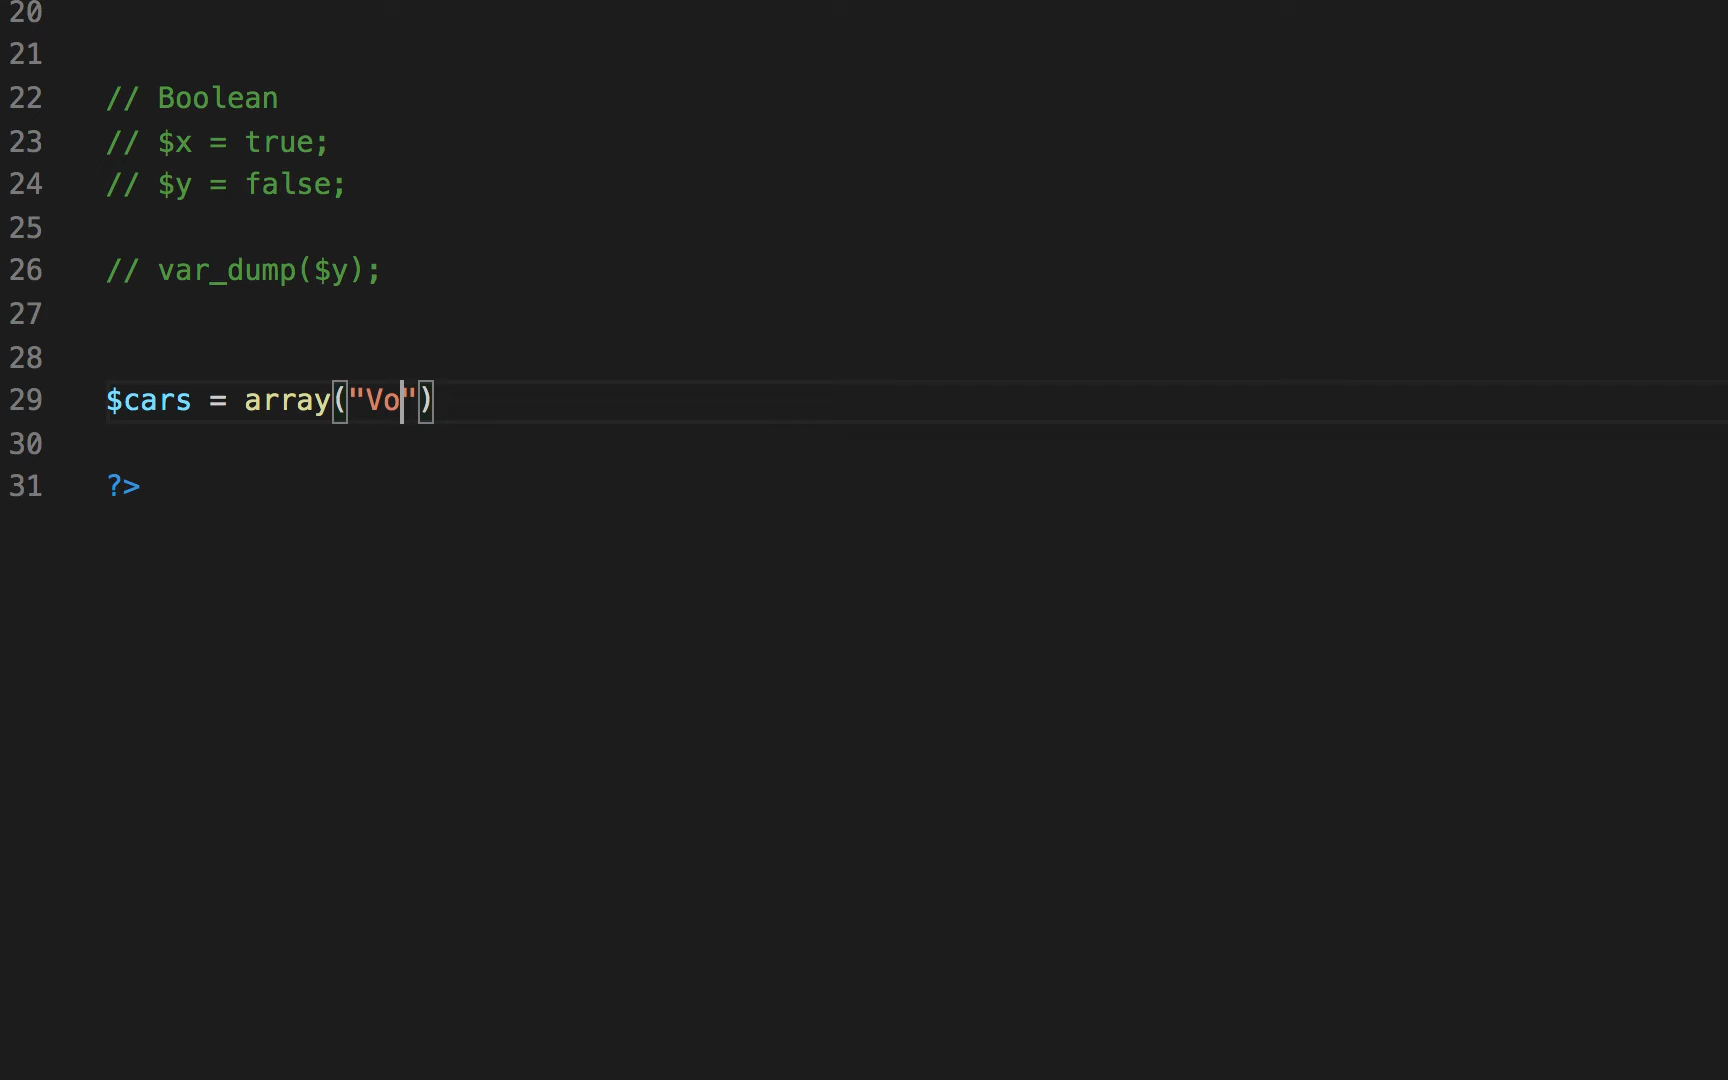 20
21
22 // Boolean
23 // $x = true;
24 // $y = false;
25
26 // var_dump($y);
27
28
29 $cars = array("Vo")
30
31 ?>